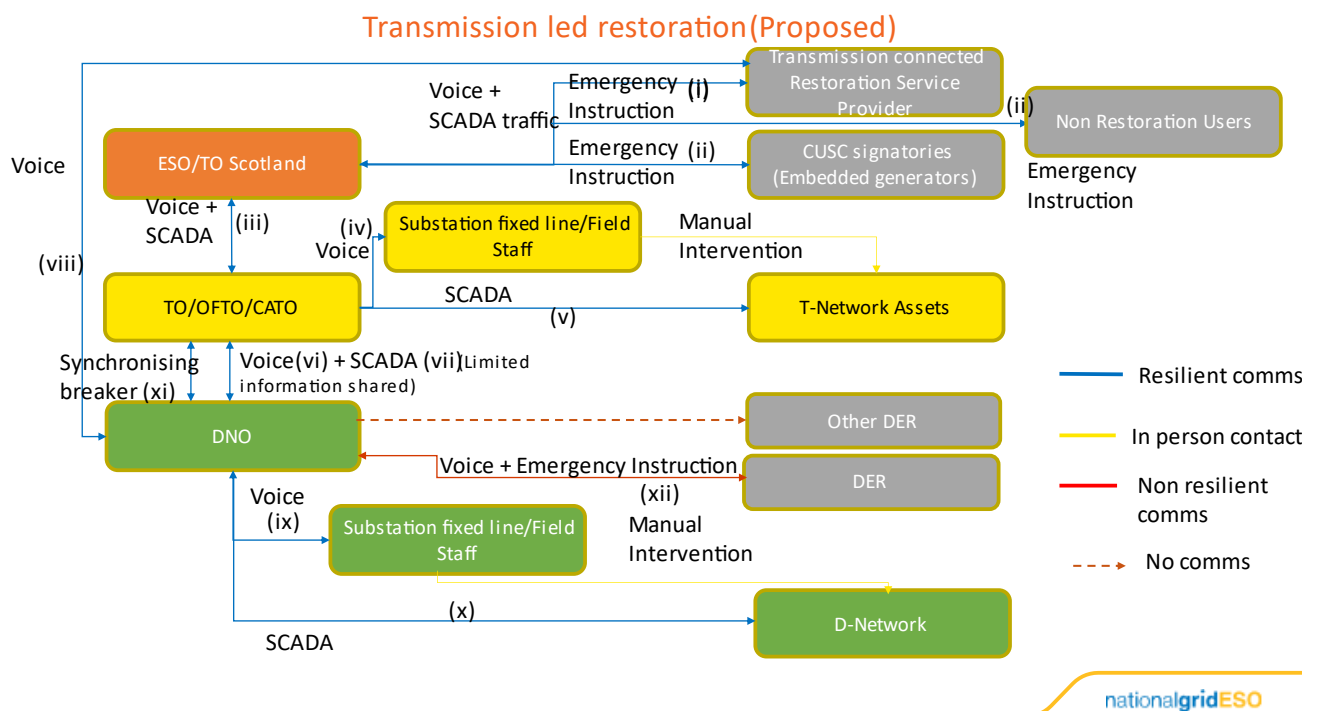 Transmission led restoration(Proposed)
Transmission connected
Restoration Service
Provider
Emergency
Instruction
(i)
Voice +
SCADA traffic
(ii)
Non Restoration Users
Emergency
Instruction
ESO/TO Scotland
Emergency
Instruction
(ii)
CUSC signatories
(Embedded generators)
Voice
Voice +
SCADA
(iii)
(iv)
Voice
Substation fixed line/Field
Staff
Manual
Intervention
(viii)
TO/OFTO/CATO
SCADA
(v)
T-Network Assets
Synchronising
breaker (xi)
Voice(vi) + SCADA (vii)(Limited
information shared)
Resilient comms
DNO
Other DER
In person contact
Voice + Emergency Instruction
(xii)
DER
Non resilient
comms
Voice
(ix)
Substation fixed line/Field
Staff
Manual
Intervention
No comms
(x)
SCADA
D-Network
nationalgridESO